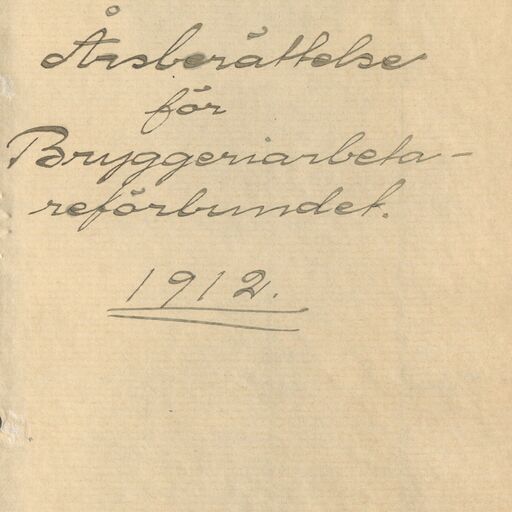 Årsberättelse
för
Bryggeriarbeta-
reförbundet.
1912.